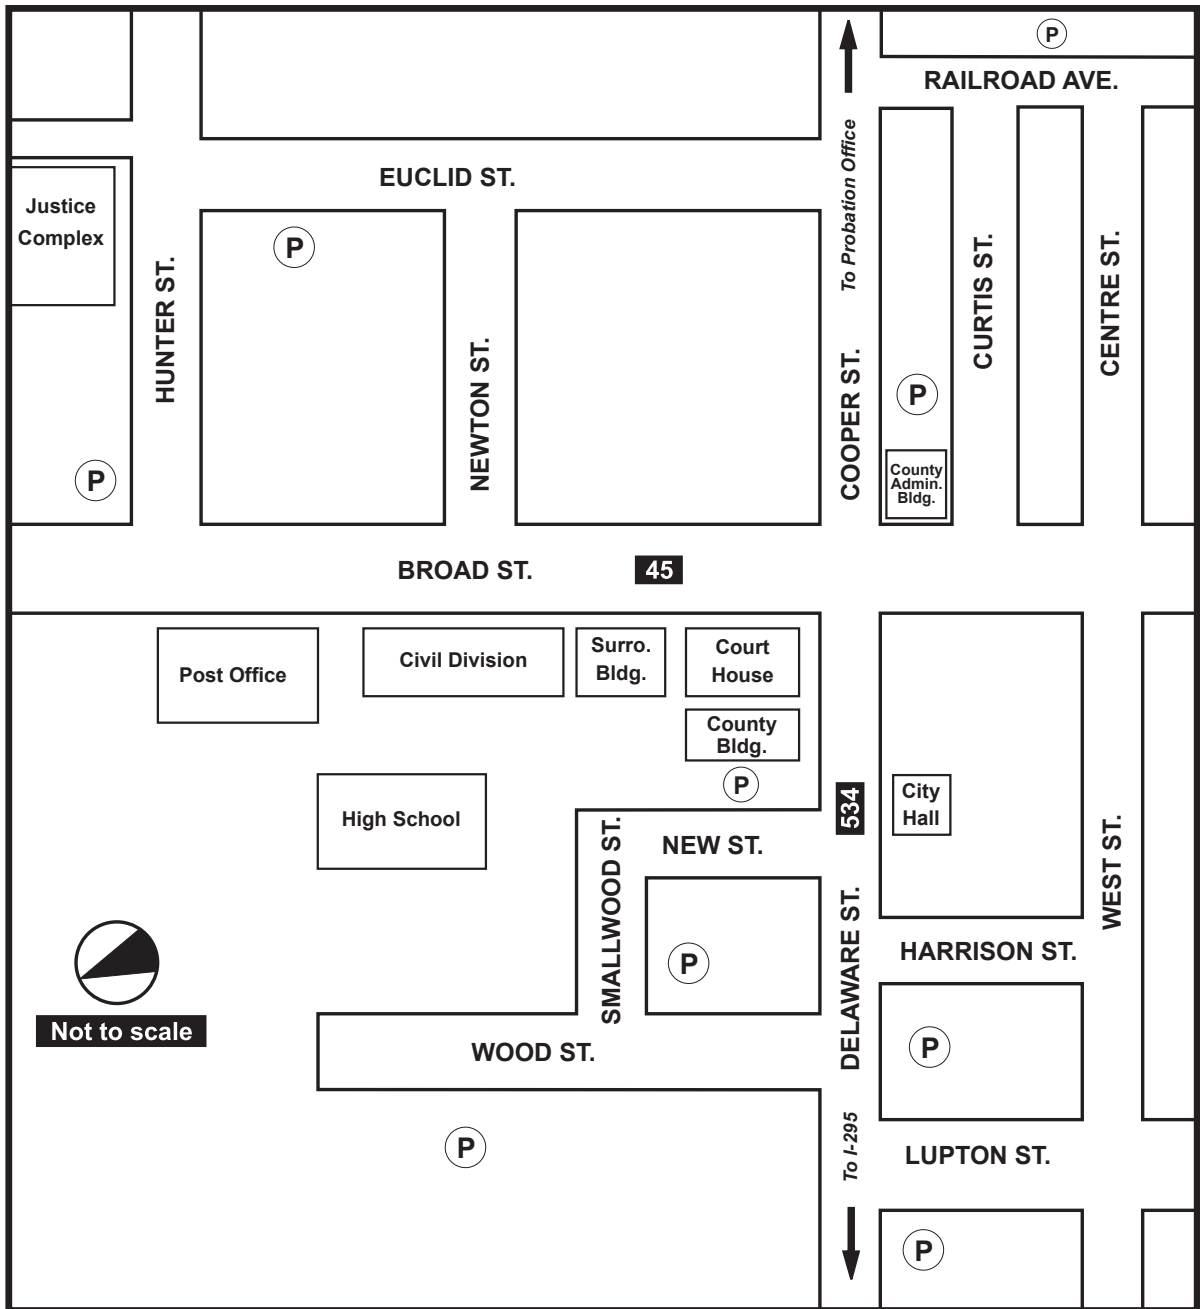 P
RAILROAD AVE.
To Probation Office
EUCLID ST.
Justice
Complex
P
HUNTER ST.
NEWTON ST.
COOPER ST.
CURTIS ST.
CENTRE ST.
P
P
County
Admin.
Bldg.
BROAD ST.
45
Post Office
Civil Division
Surro.
Bldg.
Court
House
County
Bldg.
P
534
City
Hall
High School
SMALLWOOD ST.
NEW ST.
DELAWARE ST.
WEST ST.
HARRISON ST.
P
Not to scale
WOOD ST.
P
P
To I-295
LUPTON ST.
P